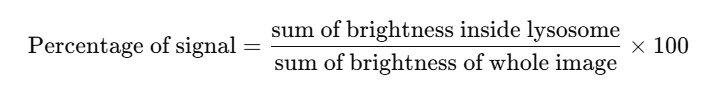 Percentage of signal = sum of brightness inside lysosome / sum of brightness of whole image × 100